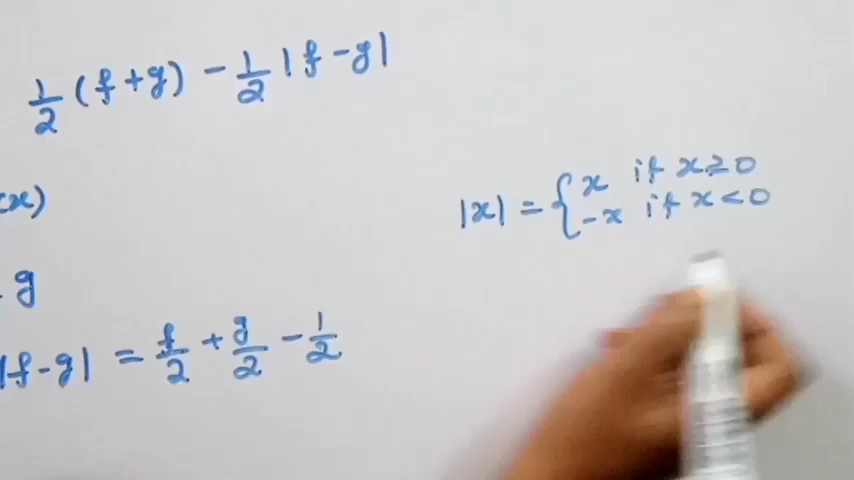 1/2 (f+g) - 1/2 |f-g|
(x)
|x| = { x if x≥0
-x if x<0
g
|f-g| = f/2 + g/2 - 1/2